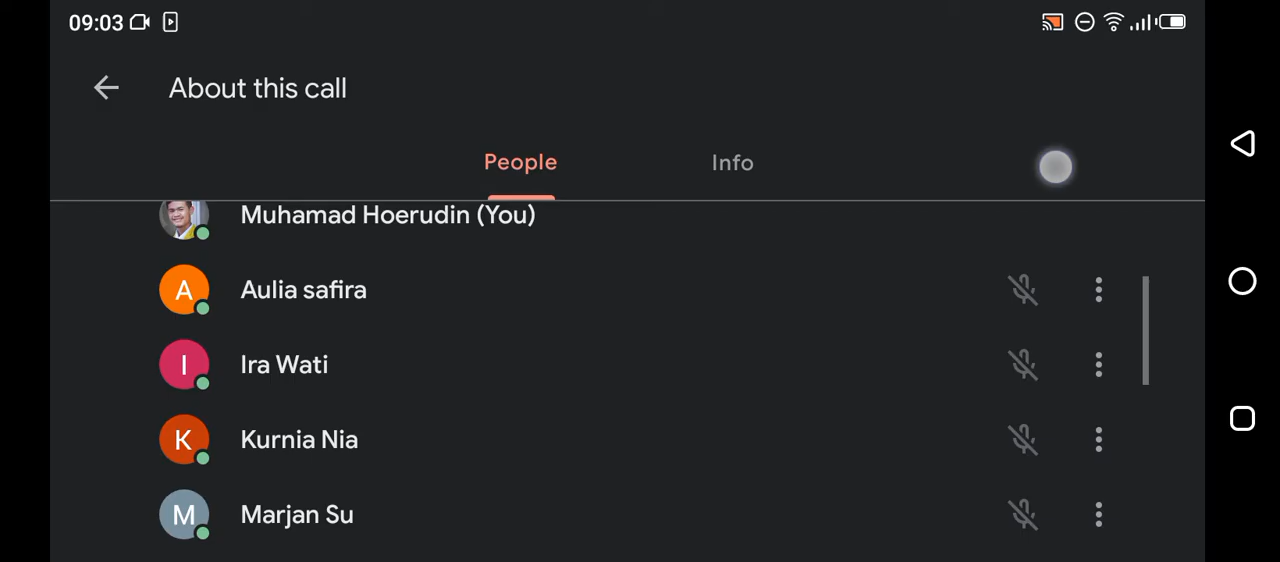 09:03
About this call
People Info
Muhamad Hoerudin (You)
A Aulia safira
I Ira Wati
K Kurnia Nia
M Marjan Su